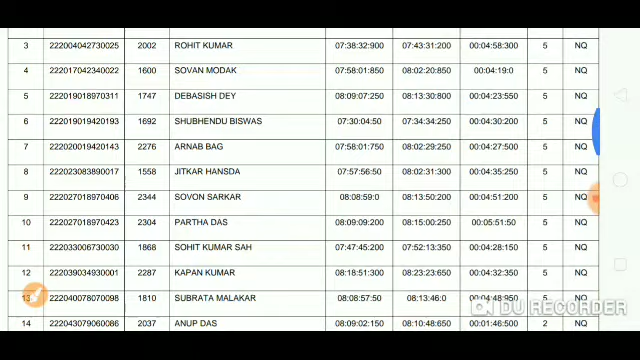 3 222004042730025 2002 ROHIT KUMAR 07:38:32:900 07:43:31:200 00:04:58:300 5 NQ
4 222017042340022 1600 SOVAN MODAK 07:58:01:850 08:02:20:850 00:04:19:0 5 NQ
5 222019018970311 1747 DEBASISH DEY 08:09:07:250 08:13:30:800 00:04:23:550 5 NQ
6 222019019420193 1692 SHUBHENDU BISWAS 07:30:04:50 07:34:34:250 00:04:30:200 5 NQ
7 222020019420143 2276 ARNAB BAG 07:58:01:750 08:02:29:250 00:04:27:500 5 NQ
8 222023083890017 1558 JITKAR HANSDA 07:57:56:50 08:02:31:300 00:04:35:250 5 NQ
9 222027018970406 2344 SOVON SARKAR 08:08:59:0 08:13:50:200 00:04:51:200 5 NQ
10 222027018970423 2304 PARTHA DAS 08:09:09:200 08:15:00:250 00:05:51:50 5 NQ
11 222033006730030 1868 SOHIT KUMAR SAH 07:47:45:200 07:52:13:350 00:04:28:150 5 NQ
12 222039034930001 2287 KAPAN KUMAR 08:18:51:300 08:23:23:650 00:04:32:350 5 NQ
13 222040078070098 1810 SUBRATA MALAKAR 08:08:57:50 08:13:46:0 00:04:48:950 5 NQ
DU RECORDER
14 222043079060086 2037 ANUP DAS 08:09:02:150 08:10:48:650 00:01:46:500 2 NQ